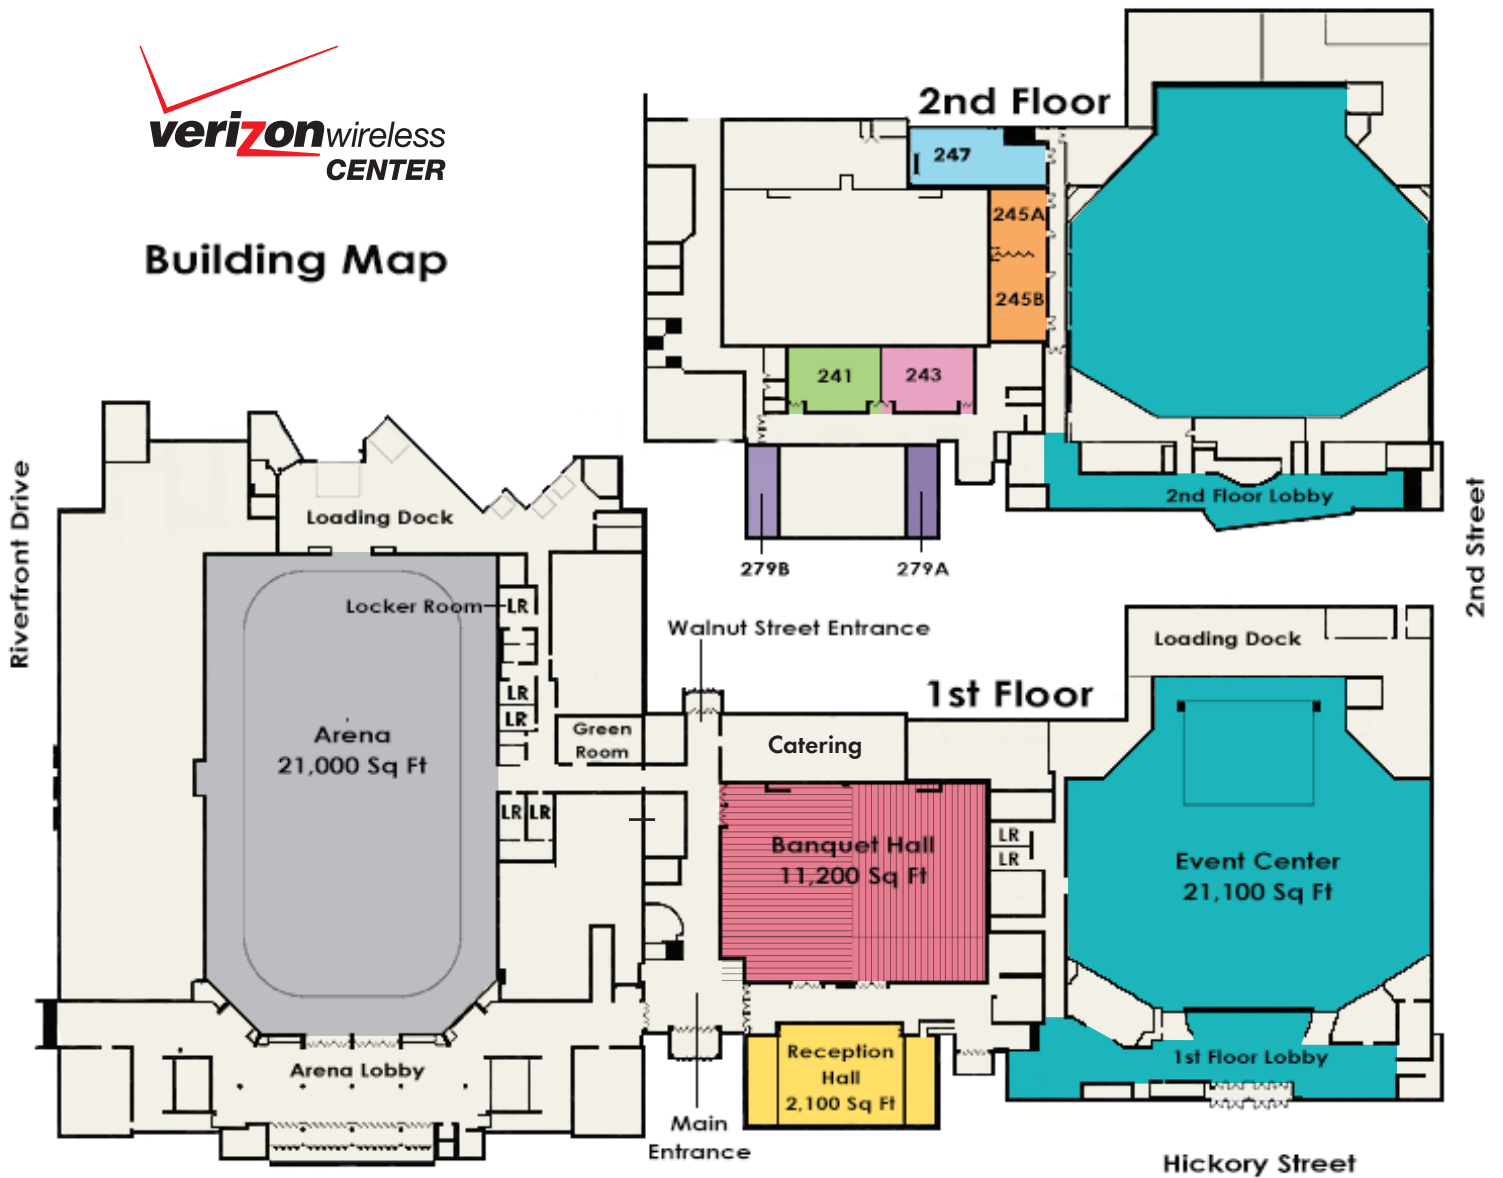 verizon wireless
CENTER
Building Map
2nd Floor
247
245A
245B
241
243
2nd Floor Lobby
279B
279A
Riverfront Drive
2nd Street
Loading Dock
Locker Room
LR
LR
LR
Arena
21,000 Sq Ft
Green
Room
LR
LR
Arena Lobby
Walnut Street Entrance
1st Floor
Catering
Banquet Hall
11,200 Sq Ft
LR
LR
Loading Dock
Event Center
21,100 Sq Ft
Reception
Hall
2,100 Sq Ft
1st Floor Lobby
Main
Entrance
Hickory Street